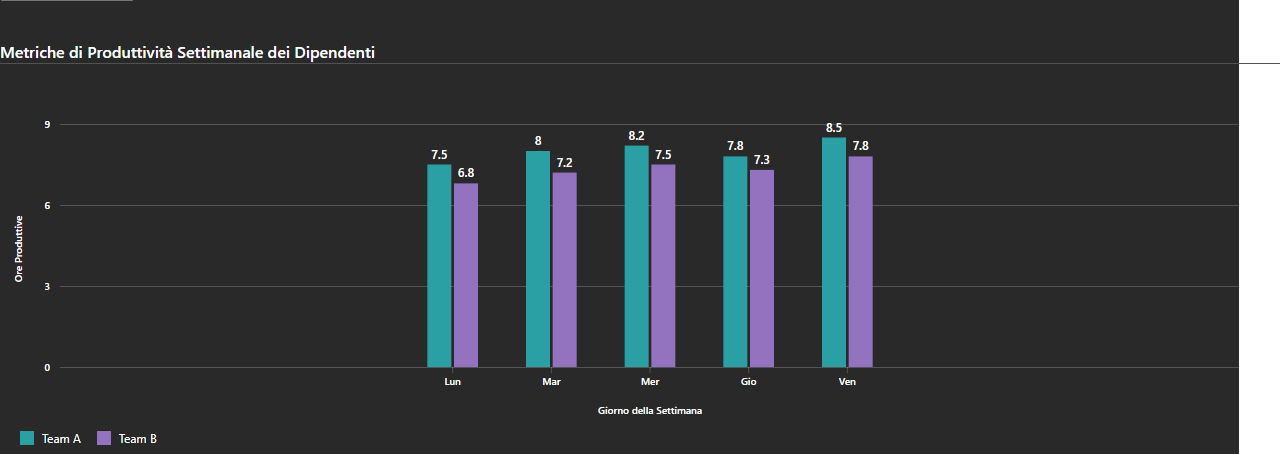 Metriche di Produttività Settimanale dei Dipendenti
9
6
3
0
Ore Produttive
7.5
6.8
8
7.2
8.2
7.5
7.8
7.3
8.5
7.8
Lun
Mar
Mer
Gio
Ven
Giorno della Settimana
Team A
Team B